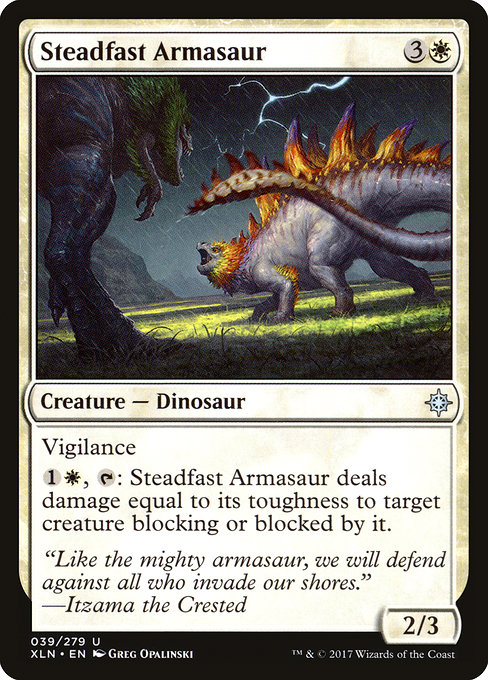 Steadfast Armasaur 3
Creature — Dinosaur
Vigilance
1, : Steadfast Armasaur deals
damage equal to its toughness to target
creature blocking or blocked by it.
“Like the mighty armasaur, we will defend
against all who invade our shores.”
—Itzama the Crested
2/3
039/279 U
XLN • EN Greg Opalinski
™ & © 2017 Wizards of the Coast